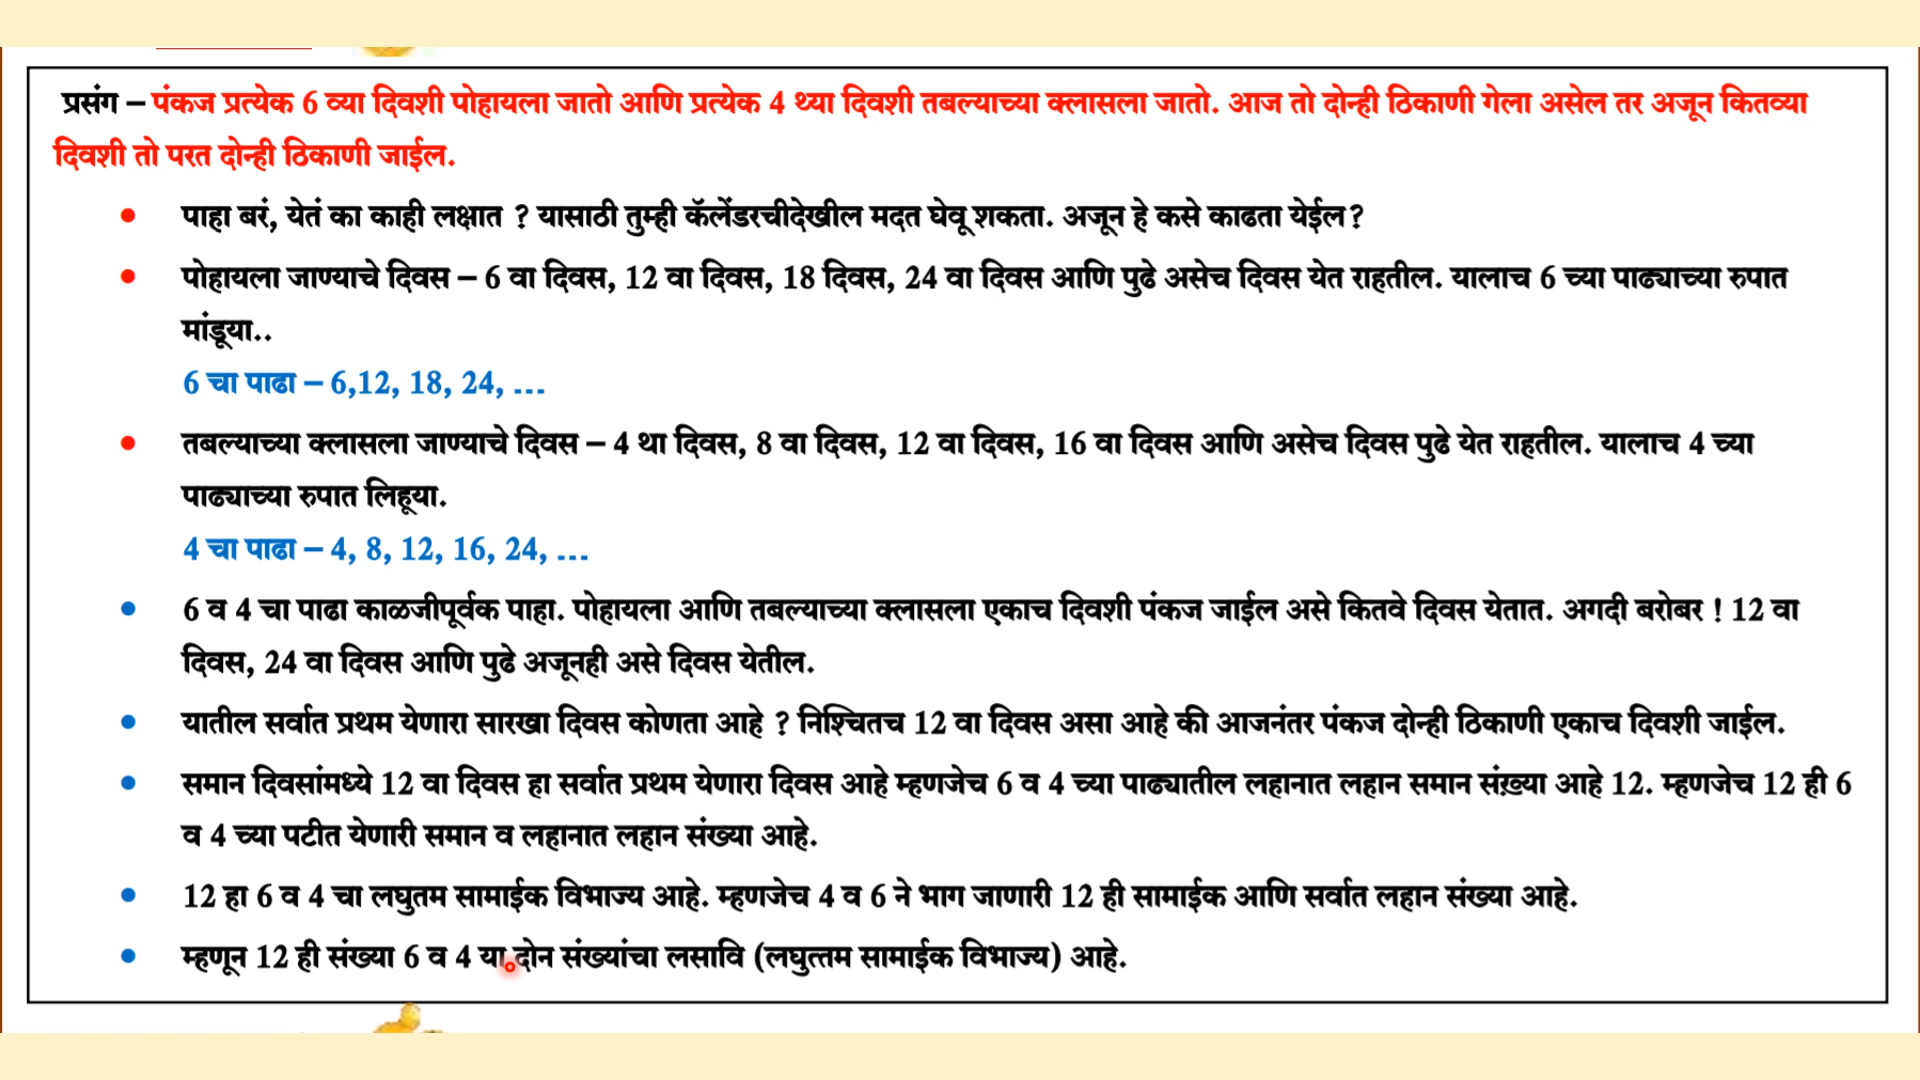 प्रसंग – पंकज प्रत्येक 6 व्या दिवशी पोहायला जातो आणि प्रत्येक 4 थ्या दिवशी तबल्याच्या क्लासला जातो. आज तो दोन्ही ठिकाणी गेला असेल तर अजून कितव्या
दिवशी तो परत दोन्ही ठिकाणी जाईल.
• पाहा बरं, येतं का काही लक्षात ? यासाठी तुम्ही कॅलेंडरचीदेखील मदत घेवू शकता. अजून हे कसे काढता येईल?
• पोहायला जाण्याचे दिवस – 6 वा दिवस, 12 वा दिवस, 18 दिवस, 24 वा दिवस आणि पुढे असेच दिवस येत राहतील. यालाच 6 च्या पाढ्याच्या रुपात
मांडूया..
6 चा पाढा – 6,12, 18, 24, ...
• तबल्याच्या क्लासला जाण्याचे दिवस – 4 था दिवस, 8 वा दिवस, 12 वा दिवस, 16 वा दिवस आणि असेच दिवस पुढे येत राहतील. यालाच 4 च्या
पाढ्याच्या रुपात लिहूया.
4 चा पाढा – 4, 8, 12, 16, 24, ...
• 6 व 4 चा पाढा काळजीपूर्वक पाहा. पोहायला आणि तबल्याच्या क्लासला एकाच दिवशी पंकज जाईल असे कितवे दिवस येतात. अगदी बरोबर ! 12 वा
दिवस, 24 वा दिवस आणि पुढे अजूनही असे दिवस येतील.
• यातील सर्वात प्रथम येणारा सारखा दिवस कोणता आहे ? निश्चितच 12 वा दिवस असा आहे की आजनंतर पंकज दोन्ही ठिकाणी एकाच दिवशी जाईल.
• समान दिवसांमध्ये 12 वा दिवस हा सर्वात प्रथम येणारा दिवस आहे म्हणजेच 6 व 4 च्या पाढ्यातील लहानात लहान समान संख्या आहे 12. म्हणजेच 12 ही 6
व 4 च्या पटीत येणारी समान व लहानात लहान संख्या आहे.
• 12 हा 6 व 4 चा लघुतम सामाईक विभाज्य आहे. म्हणजेच 4 व 6 ने भाग जाणारी 12 ही सामाईक आणि सर्वात लहान संख्या आहे.
• म्हणून 12 ही संख्या 6 व 4 या दोन संख्यांचा लसावि (लघुत्तम सामाईक विभाज्य) आहे.